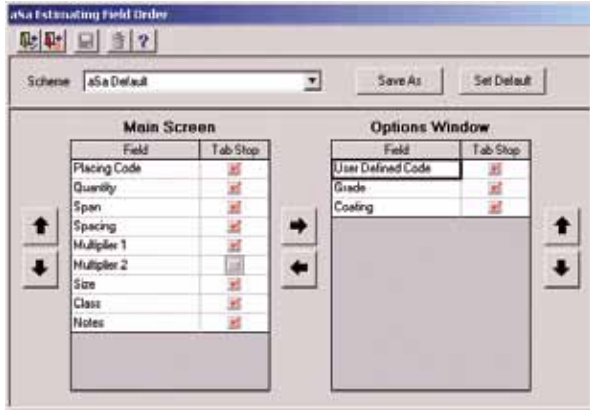 aSa Estimating Field Order
?
Scheme aSa Default Save As Set Default
Main Screen
Field Tab Stop
Placing Code
Quantity
Span
Spacing
Multiplier 1
Multiplier 2
Size
Class
Notes
Options Window
Field Tab Stop
User Defined Code
Grade
Coating